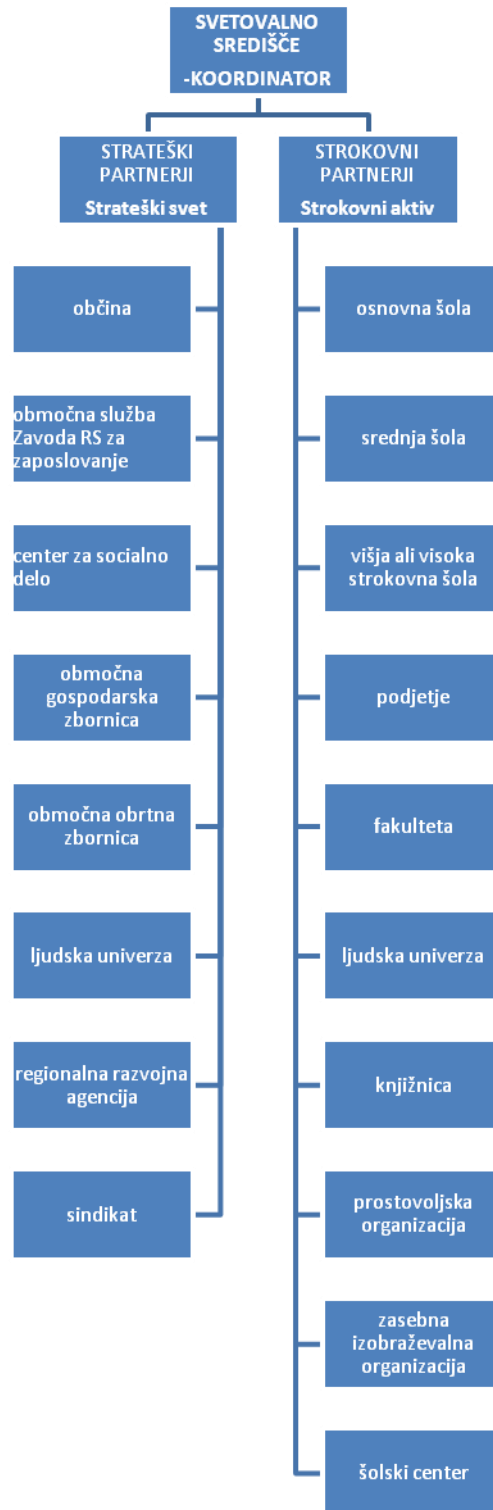 SVETOVALNO
SREDIŠČE
-KOORDINATOR
STRATEŠKI
PARTNERJI
Strateški svet
občina
območna služba
Zavoda RS za
zaposlovanje
center za socialno
delo
območna
gospodarska
zbornica
območna obrtna
zbornica
ljudska univerza
regionalna razvojna
agencija
sindikat
STROKOVNI
PARTNERJI
Strokovni aktiv
osnovna šola
srednja šola
višja ali visoka
strokovna šola
podjetje
fakulteta
ljudska univerza
knjižnica
prostovoljska
organizacija
zasebna
izobraževalna
organizacija
šolski center